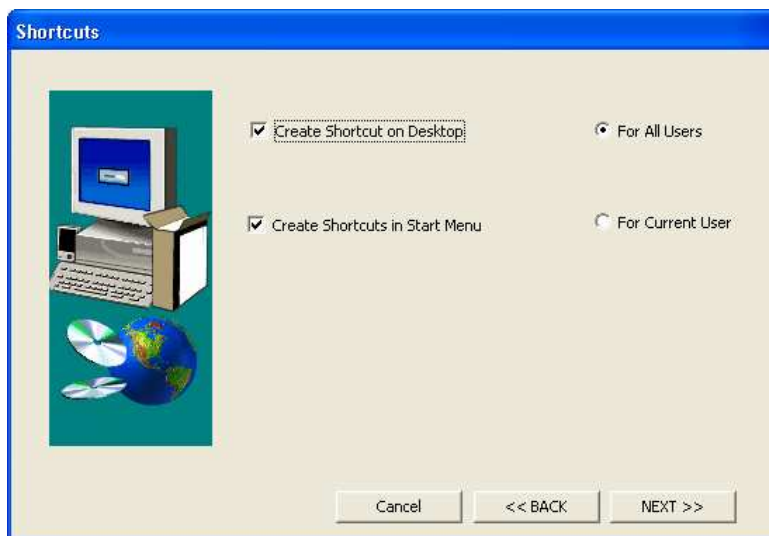 Shortcuts
Create Shortcut on Desktop
For All Users
Create Shortcuts in Start Menu
For Current User
Cancel
<< BACK
NEXT >>